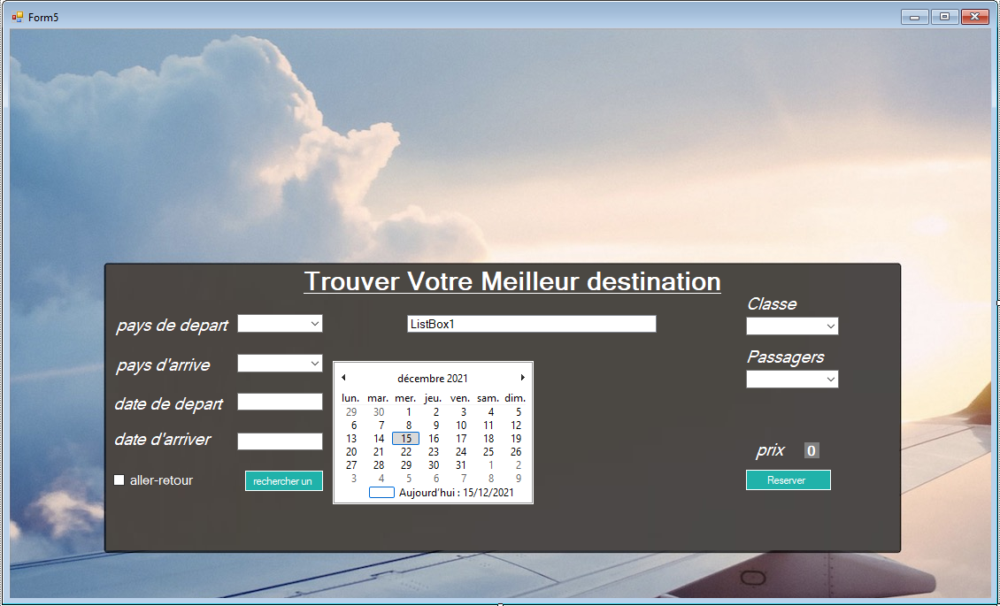 Form5
Trouver Votre Meilleur destination
pays de depart
ListBox1
Classe
pays d'arrive
Passagers
date de depart
date d'arriver
aller-retour
rechercher un
décembre 2021
lun. mar. mer. jeu. ven. sam. dim.
29 30 1 2 3 4 5
6 7 8 9 10 11 12
13 14 15 16 17 18 19
20 21 22 23 24 25 26
27 28 29 30 31 1 2
3 4 5 6 7 8 9
Aujourd'hui : 15/12/2021
prix 0
Reserver